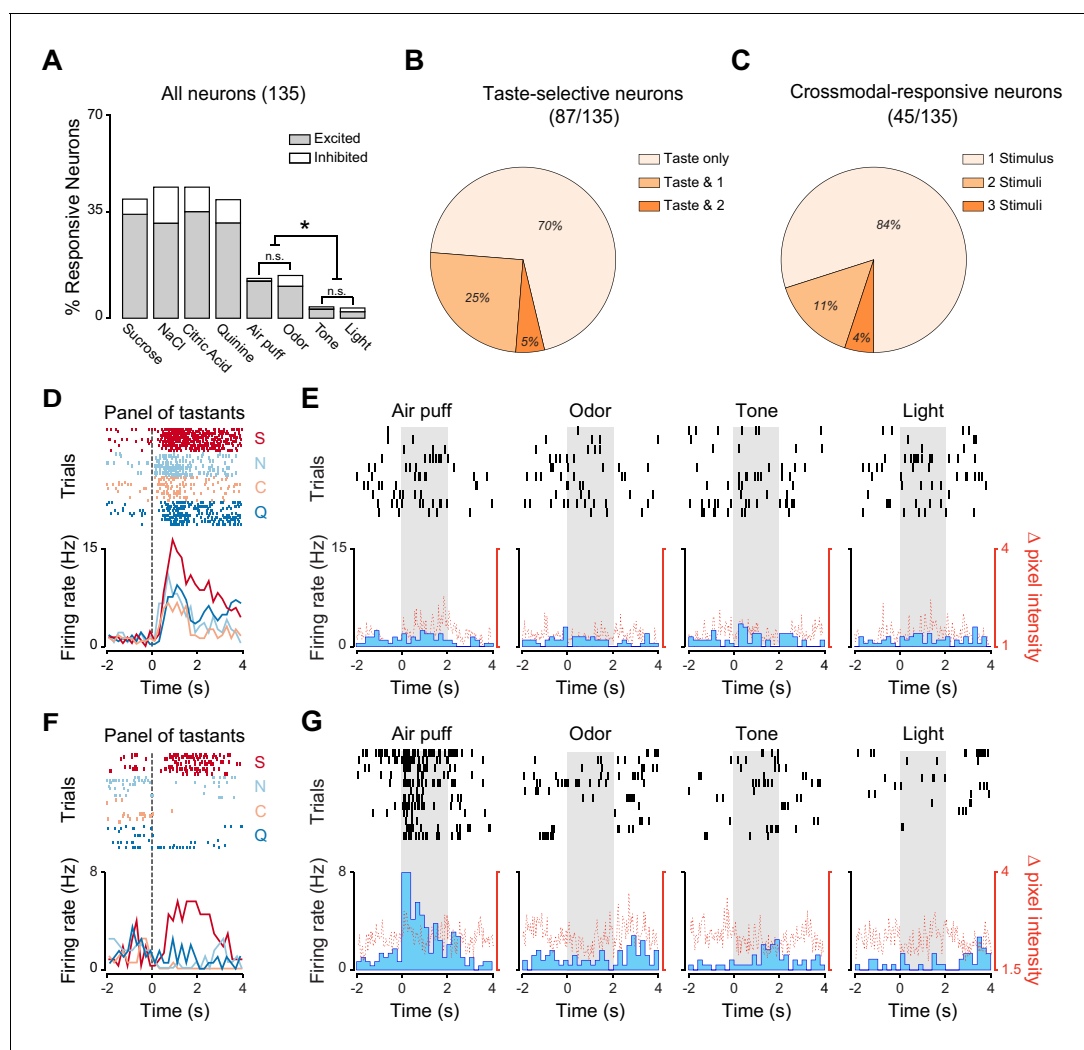 A
All neurons (135)
% Responsive Neurons
70
35
0
Excited
Inhibited
*
n.s.
n.s.
Sucrose
NaCl
Citric Acid
Quinine
Air puff
Odor
Tone
Light
B
Taste-selective neurons
(87/135)
Taste only
Taste & 1
Taste & 2
70%
25%
5%
C
Crossmodal-responsive neurons
(45/135)
1 Stimulus
2 Stimuli
3 Stimuli
84%
11%
4%
D
Panel of tastants
Trials
S
N
C
Q
Firing rate (Hz)
15
0
-2 0 2 4
Time (s)
E
Air puff Odor Tone Light
Trials
Firing rate (Hz)
15
0
4
1
Δ pixel intensity
-2 0 2 4 -2 0 2 4 -2 0 2 4 -2 0 2 4
Time (s) Time (s) Time (s) Time (s)
F
Panel of tastants
Trials
S
N
C
Q
Firing rate (Hz)
8
0
-2 0 2 4
Time (s)
G
Air puff Odor Tone Light
Trials
Firing rate (Hz)
8
0
4
1.5
Δ pixel intensity
-2 0 2 4 -2 0 2 4 -2 0 2 4 -2 0 2 4
Time (s) Time (s) Time (s) Time (s)